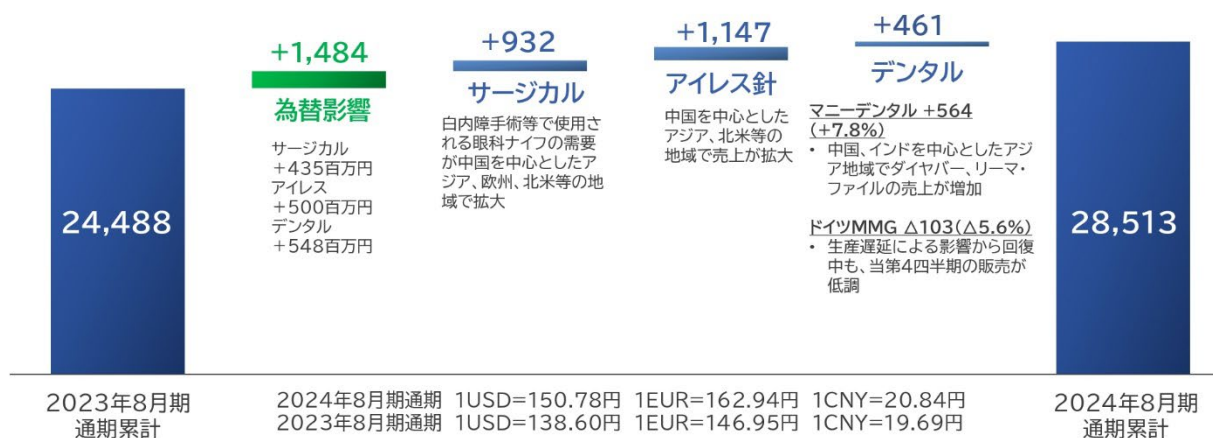 24,488
2023年8月期
通期累計
+1,484
為替影響
サージカル
+435百万円
アイレス
+500百万円
デンタル
+548百万円
+932
サージカル
白内障手術等で使用さ
れる眼科ナイフの需要
が中国を中心としたア
ジア、欧州、北米等の地
域で拡大
+1,147
アイレス針
中国を中心とした
アジア、北米等の
地域で売上が拡大
+461
デンタル
マニーデンタル +564
(+7.8%)
• 中国、インドを中心としたアジ
ア地域でダイヤバー、リーマ・
ファイルの売上が増加
ドイツMMG △103(△5.6%)
• 生産遅延による影響から回復
中も、当第4四半期の販売が
低調
28,513
2024年8月期
通期累計
2024年8月期通期 1USD=150.78円 1EUR=162.94円 1CNY=20.84円
2023年8月期通期 1USD=138.60円 1EUR=146.95円 1CNY=19.69円